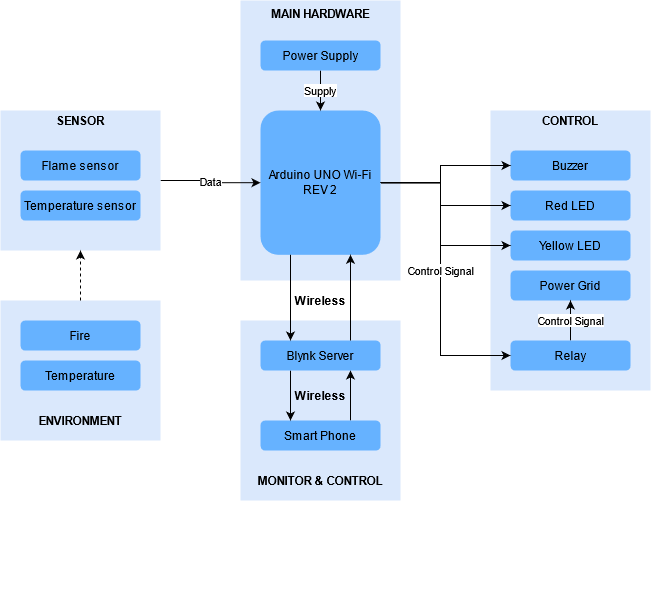 MAIN HARDWARE
Power Supply
Supply
Arduino UNO Wi-Fi
REV2
SENSOR
Flame sensor
Temperature sensor
Data
ENVIRONMENT
Fire
Temperature
Wireless
Blynk Server
Wireless
Smart Phone
MONITOR & CONTROL
CONTROL
Buzzer
Red LED
Yellow LED
Control Signal
Power Grid
Control Signal
Relay